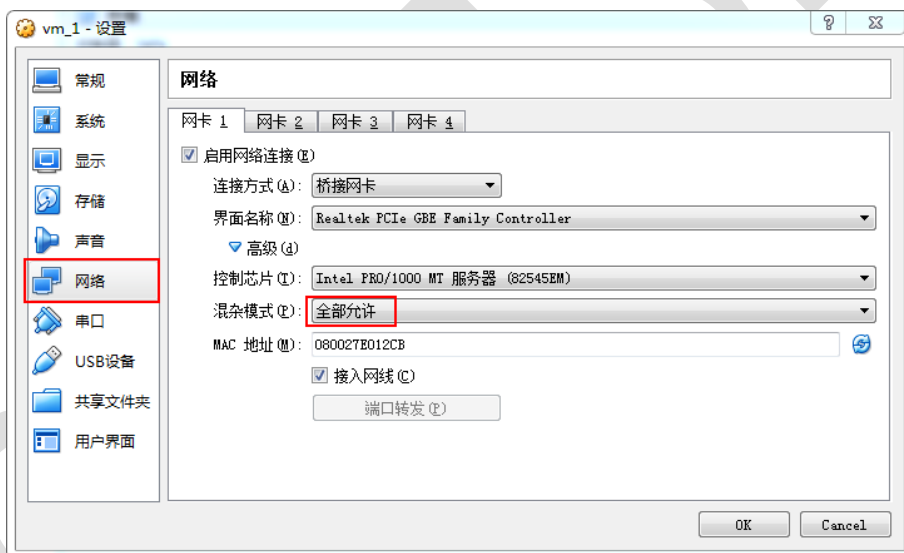 vm_1 - 设置
常规
系统
显示
存储
声音
网络
串口
USB设备
共享文件夹
用户界面
网络
网卡 1 网卡 2 网卡 3 网卡 4
启用网络连接(E)
连接方式(A): 桥接网卡
界面名称(N): Realtek PCIe GBE Family Controller
高级(d)
控制芯片(T): Intel PRO/1000 MT 服务器 (82545EM)
混杂模式(P): 全部允许
MAC 地址(M): 080027E012CB
接入网线(C)
端口转发(P)
OK Cancel